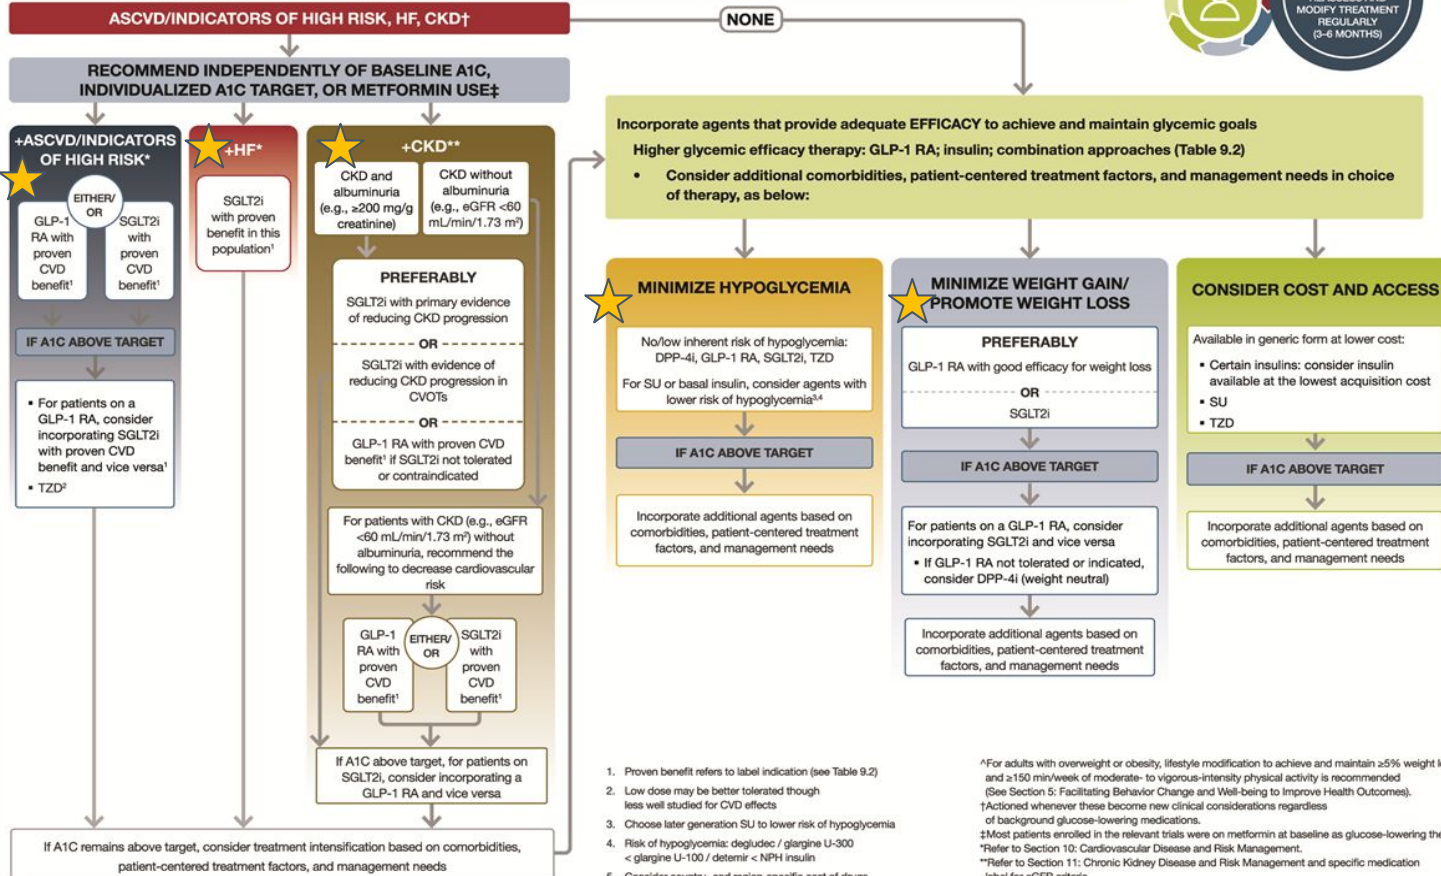 ASCVD/INDICATORS OF HIGH RISK, HF, CKD†
NONE
MODIFY TREATMENT
REGULARLY
(3–6 MONTHS)
RECOMMEND INDEPENDENTLY OF BASELINE A1C,
INDIVIDUALIZED A1C TARGET, OR METFORMIN USE‡
+ASCVD/INDICATORS
OF HIGH RISK*
EITHER/
OR
GLP-1
RA with
proven
CVD
benefit¹
SGLT2i
with
proven
CVD
benefit¹
IF A1C ABOVE TARGET
▪ For patients on a
GLP-1 RA, consider
incorporating SGLT2i
with proven CVD
benefit and vice versa¹
▪ TZD²
+HF*
SGLT2i
with proven
benefit in this
population¹
+CKD**
CKD and
albuminuria
(e.g., ≥200 mg/g
creatinine)
CKD without
albuminuria
(e.g., eGFR <60
mL/min/1.73 m²)
PREFERABLY
SGLT2i with primary evidence
of reducing CKD progression
OR
SGLT2i with evidence of
reducing CKD progression in
CVOTs
OR
GLP-1 RA with proven CVD
benefit¹ if SGLT2i not tolerated
or contraindicated
For patients with CKD (e.g., eGFR
<60 mL/min/1.73 m²) without
albuminuria, recommend the
following to decrease cardiovascular
risk
GLP-1
RA with
proven
CVD
benefit¹
EITHER/
OR
SGLT2i
with
proven
CVD
benefit¹
If A1C above target, for patients on
SGLT2i, consider incorporating a
GLP-1 RA and vice versa
If A1C remains above target, consider treatment intensification based on comorbidities,
patient-centered treatment factors, and management needs
Incorporate agents that provide adequate EFFICACY to achieve and maintain glycemic goals
Higher glycemic efficacy therapy: GLP-1 RA; insulin; combination approaches (Table 9.2)
• Consider additional comorbidities, patient-centered treatment factors, and management needs in choice
of therapy, as below:
MINIMIZE HYPOGLYCEMIA
No/low inherent risk of hypoglycemia:
DPP-4i, GLP-1 RA, SGLT2i, TZD
For SU or basal insulin, consider agents with
lower risk of hypoglycemia³,⁴
IF A1C ABOVE TARGET
Incorporate additional agents based on
comorbidities, patient-centered treatment
factors, and management needs
MINIMIZE WEIGHT GAIN/
PROMOTE WEIGHT LOSS
PREFERABLY
GLP-1 RA with good efficacy for weight loss
OR
SGLT2i
IF A1C ABOVE TARGET
For patients on a GLP-1 RA, consider
incorporating SGLT2i and vice versa
▪ If GLP-1 RA not tolerated or indicated,
consider DPP-4i (weight neutral)
Incorporate additional agents based on
comorbidities, patient-centered treatment
factors, and management needs
CONSIDER COST AND ACCESS
Available in generic form at lower cost:
▪ Certain insulins: consider insulin
available at the lowest acquisition cost
▪ SU
▪ TZD
IF A1C ABOVE TARGET
Incorporate additional agents based on
comorbidities, patient-centered treatment
factors, and management needs
1. Proven benefit refers to label indication (see Table 9.2)
2. Low dose may be better tolerated though
less well studied for CVD effects
3. Choose later generation SU to lower risk of hypoglycemia
4. Risk of hypoglycemia: degludec / glargine U-300
< glargine U-100 / detemir < NPH insulin
^For adults with overweight or obesity, lifestyle modification to achieve and maintain ≥5% weight
and ≥150 min/week of moderate- to vigorous-intensity physical activity is recommended
(See Section 5: Facilitating Behavior Change and Well-being to Improve Health Outcomes).
†Actioned whenever these become new clinical considerations regardless
of background glucose-lowering medications.
‡Most patients enrolled in the relevant trials were on metformin at baseline as glucose-lowering
*Refer to Section 10: Cardiovascular Disease and Risk Management.
**Refer to Section 11: Chronic Kidney Disease and Risk Management and specific medication